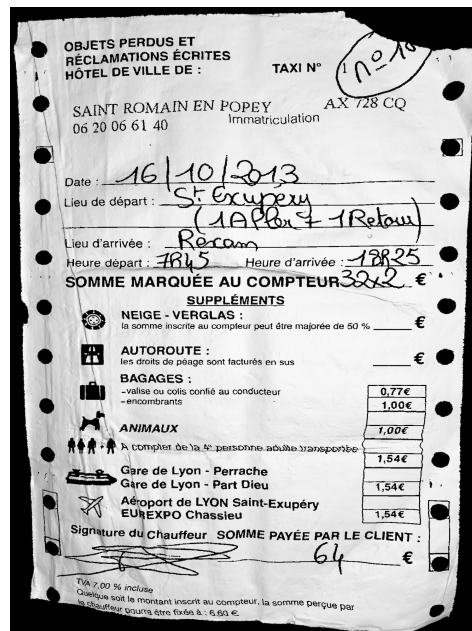 OBJETS PERDUS ET
RÉCLAMATIONS ÉCRITES
HÔTEL DE VILLE DE :
TAXI N° 1 n° 10
SAINT ROMAIN EN POPEY AX 728 CQ
06 20 06 61 40 Immatriculation
Date : 16/10/2013
Lieu de départ : St Exupéry
(1 Aller + 1 Retour)
Lieu d'arrivée :
Heure départ : 7h45 Heure d'arrivée : 18h25
SOMME MARQUÉE AU COMPTEUR 32x2 €
SUPPLÉMENTS
NEIGE - VERGLAS :
la somme inscrite au compteur peut être majorée de 50 % €
AUTOROUTE :
les droits de péage sont facturés en sus €
BAGAGES :
-valise ou colis confié au conducteur 0,77€
-encombrants 1,00€
ANIMAUX 1,00€
A compter de la 4e personne adulte transportée 1,54€
Gare de Lyon - Perrache
Gare de Lyon - Part Dieu 1,54€
Aéroport de LYON Saint-Exupéry
EUREXPO Chassieu 1,54€
Signature du Chauffeur SOMME PAYÉE PAR LE CLIENT :
64 €
TVA 7,00 % incluse
Quelque soit le montant inscrit au compteur, la somme perçue par
le chauffeur pourra être fixée à : 6,60 €